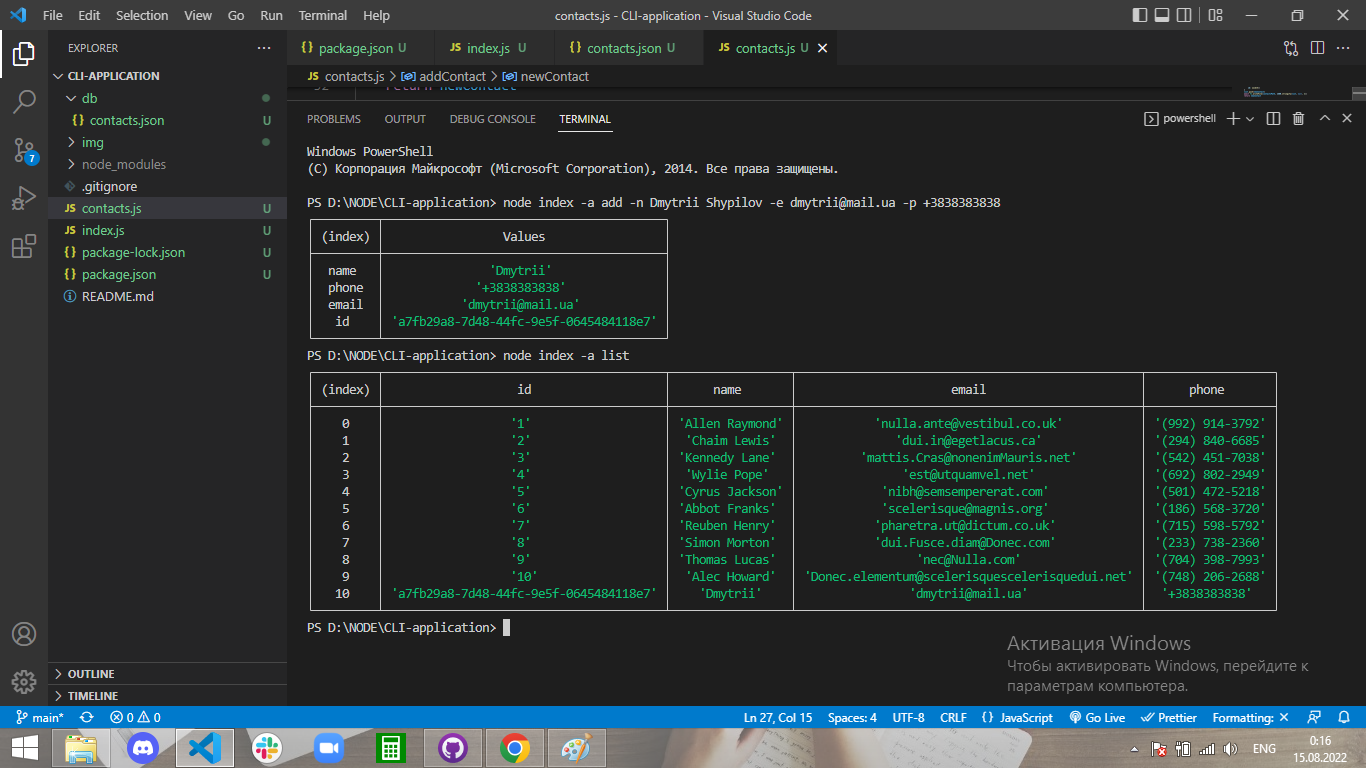 File Edit Selection View Go Run Terminal Help contacts.js - CLI-application - Visual Studio Code
EXPLORER
package.json U index.js U contacts.json U contacts.js U
CLI-APPLICATION
contacts.js > addContact > newContact
db
contacts.json U
img
node_modules
.gitignore
contacts.js U
index.js U
package-lock.json U
package.json U
README.md
7
OUTLINE
TIMELINE
return newContact
PROBLEMS OUTPUT DEBUG CONSOLE TERMINAL powershell
Windows PowerShell
(C) Корпорация Майкрософт (Microsoft Corporation), 2014. Все права защищены.
PS D:\NODE\CLI-application> node index -a add -n Dmytrii Shypilov -e dmytrii@mail.ua -p +3838383838
(index) Values
name 'Dmytrii'
phone '+3838383838'
email 'dmytrii@mail.ua'
id 'a7fb29a8-7d48-44fc-9e5f-0645484118e7'
PS D:\NODE\CLI-application> node index -a list
(index) id name email phone
0 '1' 'Allen Raymond' 'nulla.ante@vestibul.co.uk' '(992) 914-3792'
1 '2' 'Chaim Lewis' 'dui.in@egetlacus.ca' '(294) 840-6685'
2 '3' 'Kennedy Lane' 'mattis.Cras@nonenimMauris.net' '(542) 451-7038'
3 '4' 'Wylie Pope' 'est@utquamvel.net' '(692) 802-2949'
4 '5' 'Cyrus Jackson' 'nibh@semsempererat.com' '(501) 472-5218'
5 '6' 'Abbot Franks' 'scelerisque@magnis.org' '(186) 568-3720'
6 '7' 'Reuben Henry' 'pharetra.ut@dictum.co.uk' '(715) 598-5792'
7 '8' 'Simon Morton' 'dui.Fusce.diam@Donec.com' '(233) 738-2360'
8 '9' 'Thomas Lucas' 'nec@Nulla.com' '(704) 398-7993'
9 '10' 'Alec Howard' 'Donec.elementum@scelerisquescelerisquedui.net' '(748) 206-2688'
10 'a7fb29a8-7d48-44fc-9e5f-0645484118e7' 'Dmytrii' 'dmytrii@mail.ua' '+3838383838'
PS D:\NODE\CLI-application>
Активация Windows
Чтобы активировать Windows, перейдите к
параметрам компьютера.
main* 0 0 Ln 27, Col 15 Spaces: 4 UTF-8 CRLF { } JavaScript Go Live Prettier Formatting: ×
ENG 0:16
15.08.2022